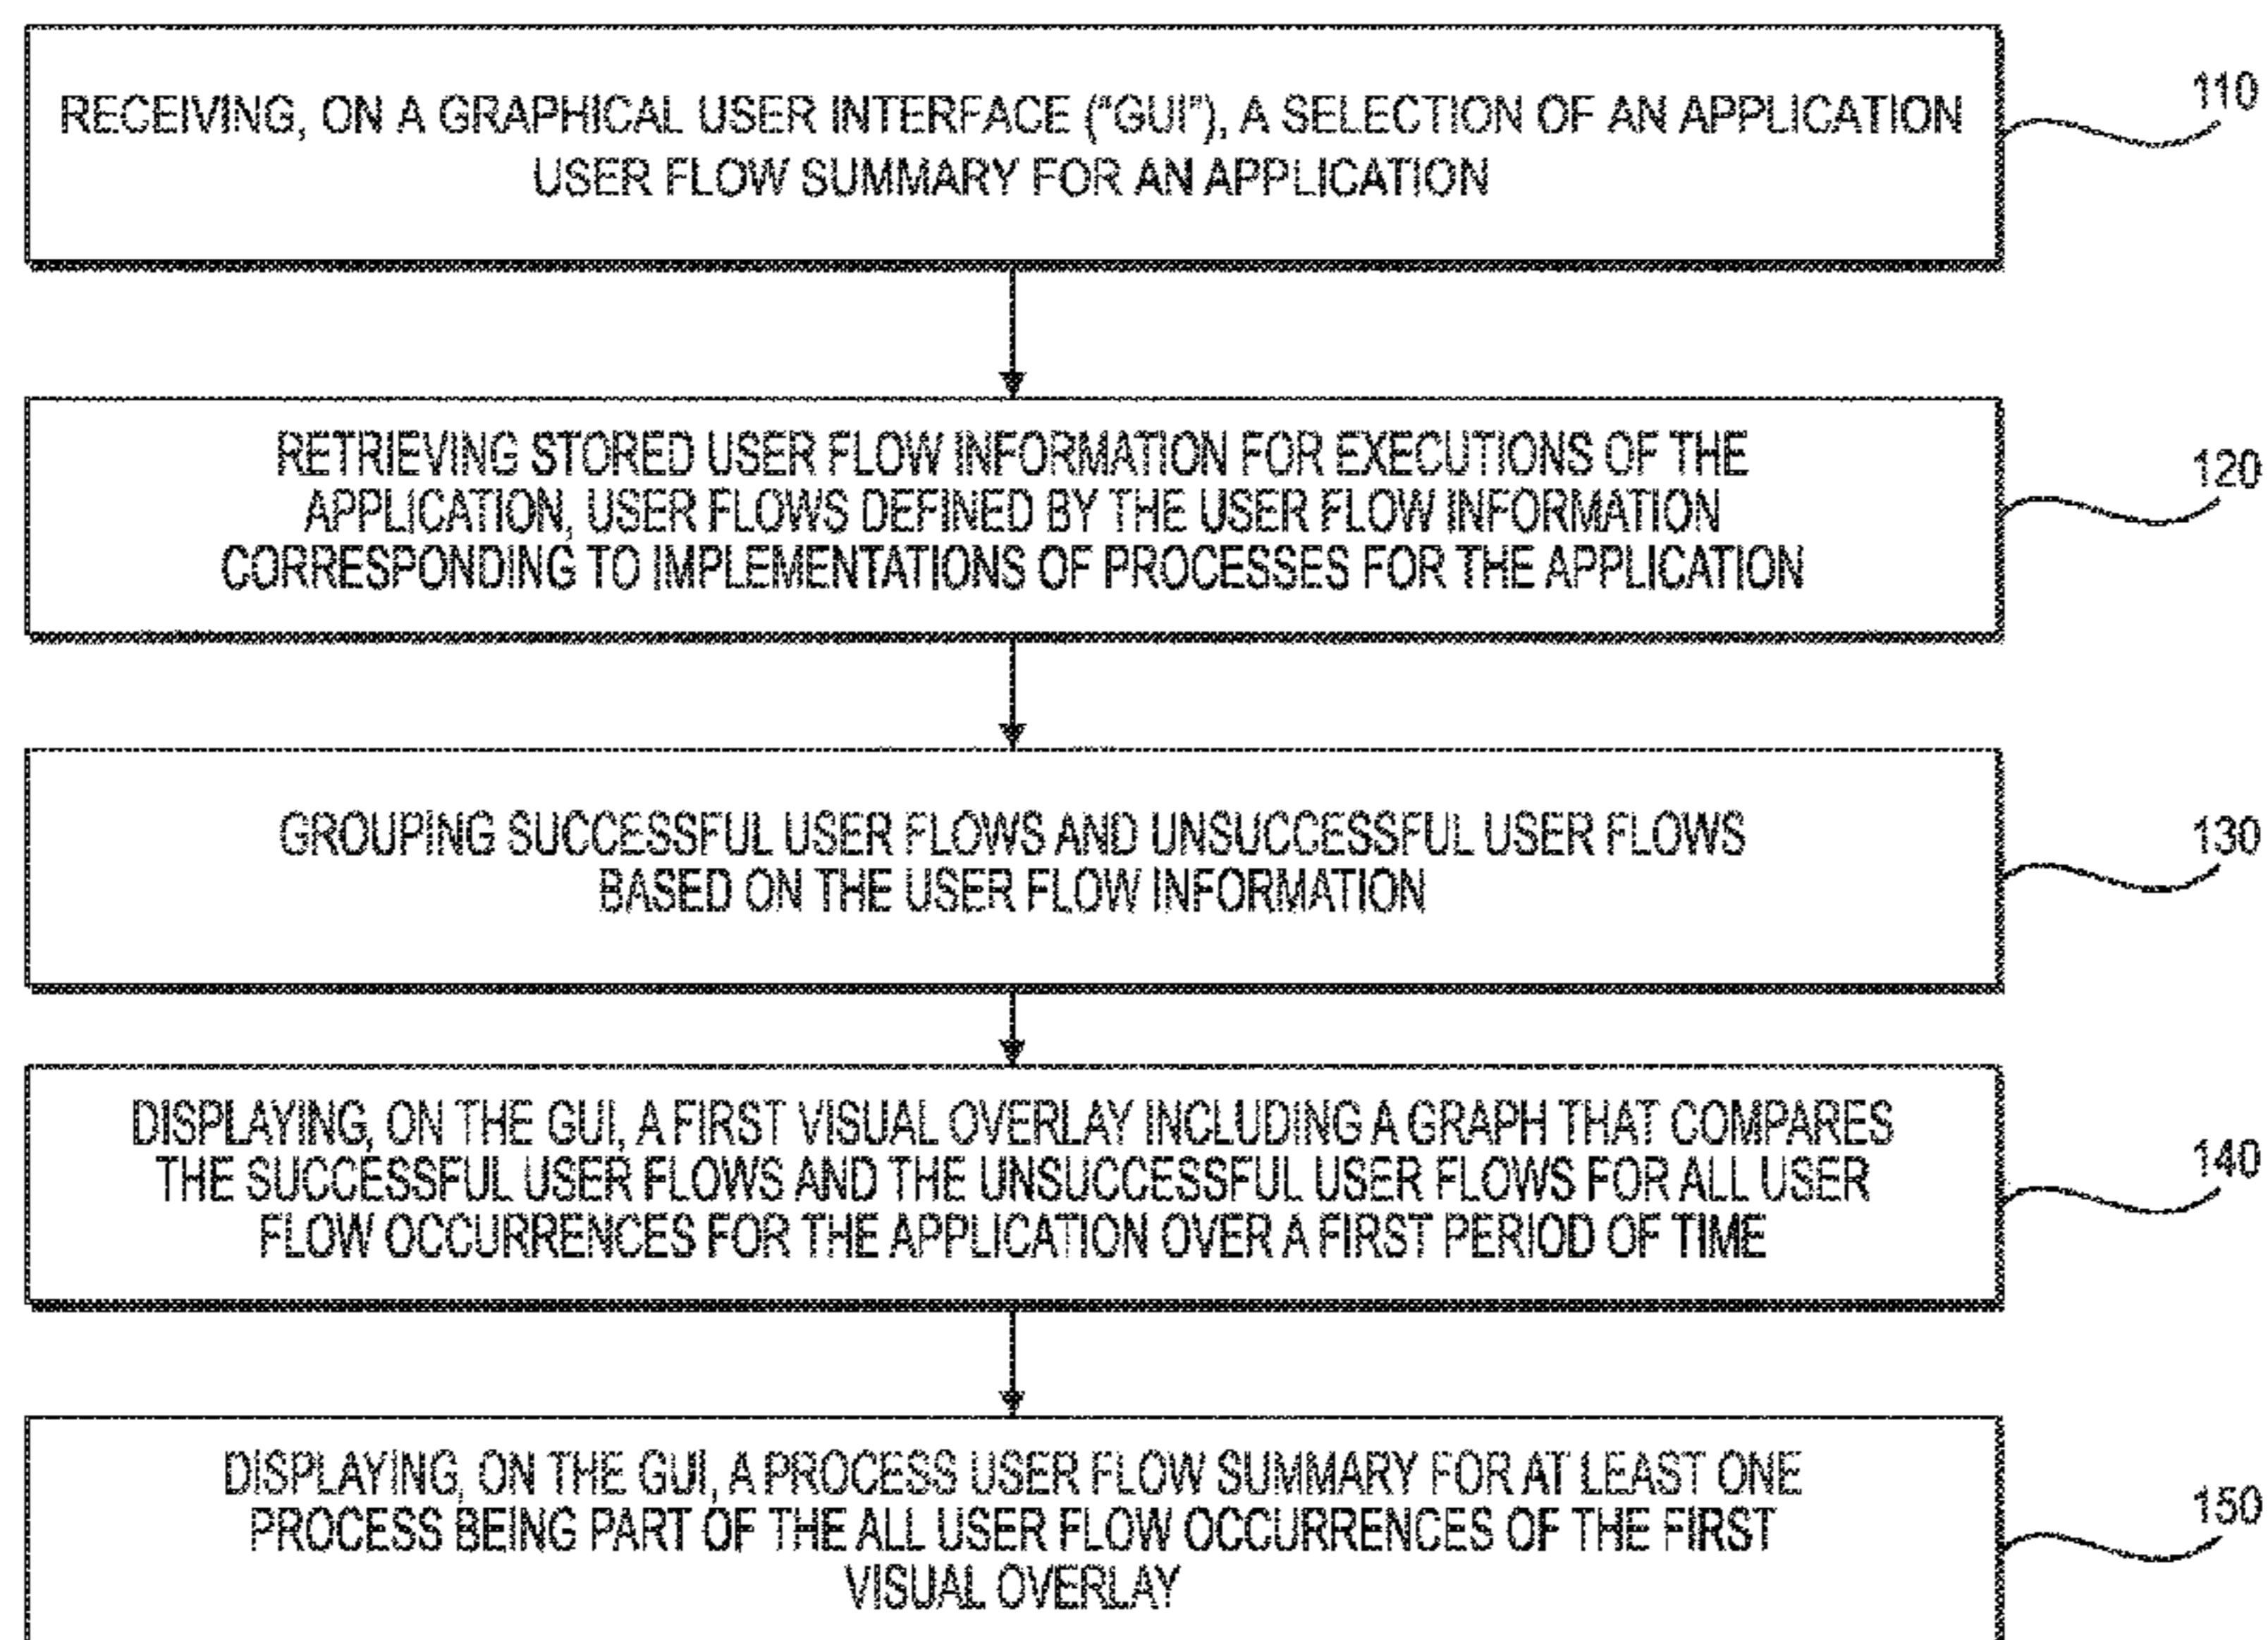 RECEIVING, ON A GRAPHICAL USER INTERFACE ("GUI"), A SELECTION OF AN APPLICATION
USER FLOW SUMMARY FOR AN APPLICATION
110
RETRIEVING STORED USER FLOW INFORMATION FOR EXECUTIONS OF THE
APPLICATION, USER FLOWS DEFINED BY THE USER FLOW INFORMATION
CORRESPONDING TO IMPLEMENTATIONS OF PROCESSES FOR THE APPLICATION
120
GROUPING SUCCESSFUL USER FLOWS AND UNSUCCESSFUL USER FLOWS
BASED ON THE USER FLOW INFORMATION
130
DISPLAYING, ON THE GUI, A FIRST VISUAL OVERLAY INCLUDING A GRAPH THAT COMPARES
THE SUCCESSFUL USER FLOWS AND THE UNSUCCESSFUL USER FLOWS FOR ALL USER
FLOW OCCURRENCES FOR THE APPLICATION OVER A FIRST PERIOD OF TIME
140
DISPLAYING, ON THE GUI, A PROCESS USER FLOW SUMMARY FOR AT LEAST ONE
PROCESS BEING PART OF THE ALL USER FLOW OCCURRENCES OF THE FIRST
VISUAL OVERLAY
150